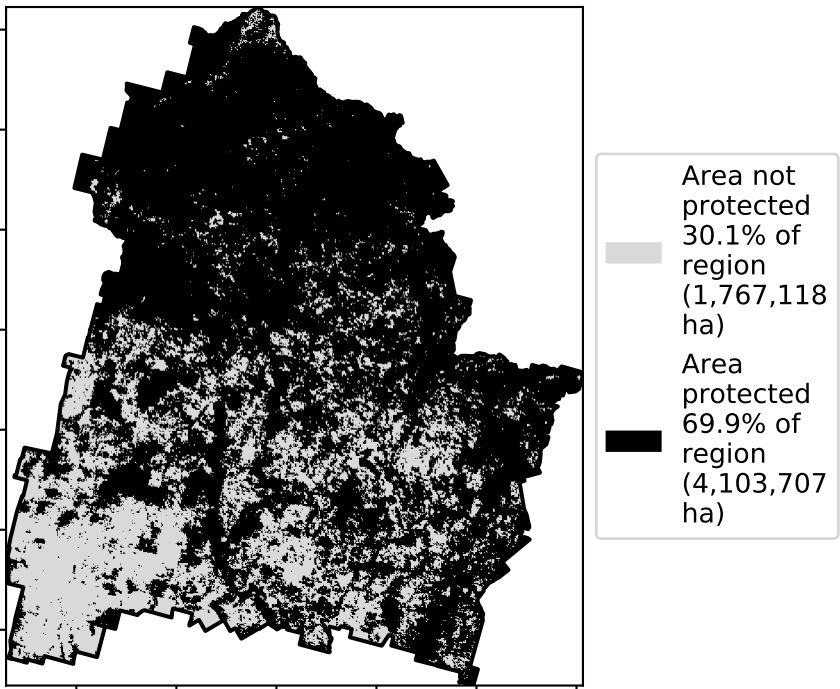 Area not
protected
30.1% of
region
(1,767,118
ha)
Area
protected
69.9% of
region
(4,103,707
ha)